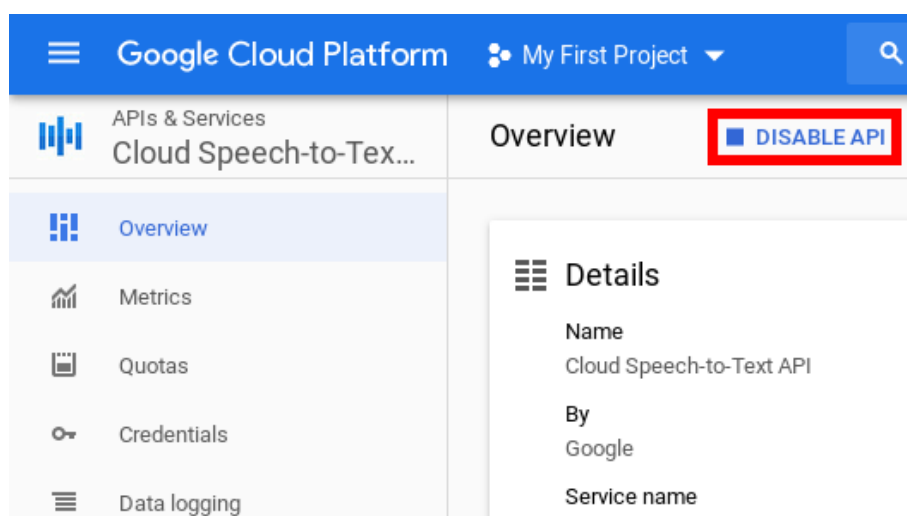 Google Cloud Platform My First Project
APIs & Services
Cloud Speech-to-Tex...
Overview DISABLE API
Overview
Metrics
Quotas
Credentials
Data logging
Details
Name
Cloud Speech-to-Text API
By
Google
Service name